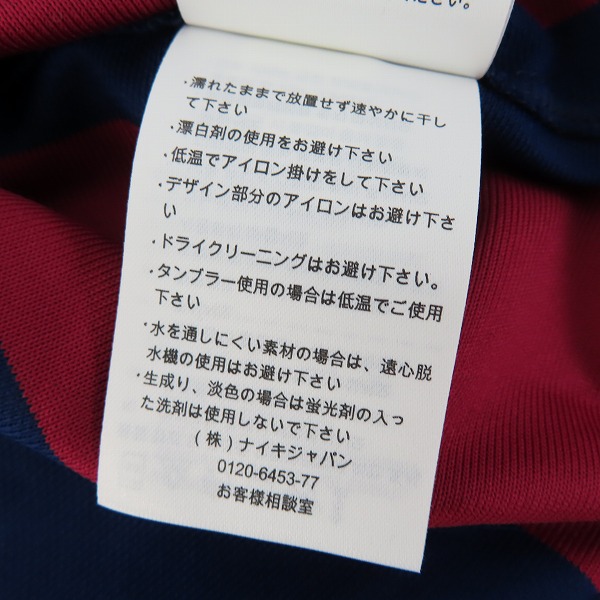 ださい。
・濡れたままで放置せず速やかに干し
て下さい
・漂白剤の使用をお避け下さい
・低温でアイロン掛けをして下さい
・デザイン部分のアイロンはお避け下さ
い
・ドライクリーニングはお避け下さい。
・タンブラー使用の場合は低温でご使用
下さい
・水を通しにくい素材の場合は、遠心脱
水機の使用はお避け下さい
・生成り、淡色の場合は蛍光剤の入っ
た洗剤は使用しないで下さい
(株)ナイキジャパン
0120-6453-77
お客様相談室